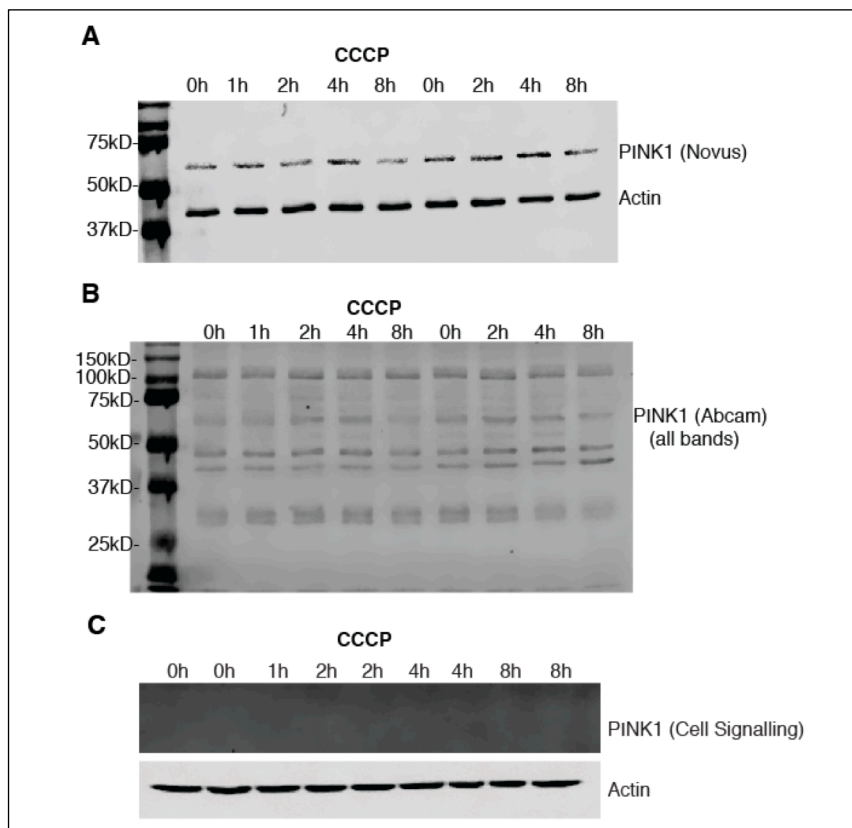 A
CCCP
0h 1h 2h 4h 8h 0h 2h 4h 8h
75kD-
PINK1 (Novus)
50kD-
Actin
37kD-
B
CCCP
0h 1h 2h 4h 8h 0h 2h 4h 8h
150kD-
100kD-
75kD-
PINK1 (Abcam)
(all bands)
50kD-
37kD-
25kD-
C
CCCP
0h 0h 1h 2h 2h 4h 4h 8h 8h
PINK1 (Cell Signalling)
Actin